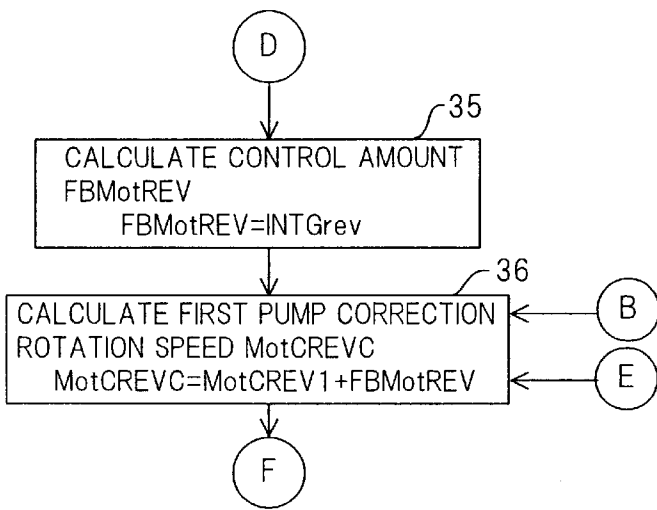 D
35
CALCULATE CONTROL AMOUNT
FBMotREV
FBMotREV=INTGrev
36
CALCULATE FIRST PUMP CORRECTION
ROTATION SPEED MotCREVC
MotCREVC=MotCREV1+FBMotREV
B
E
F